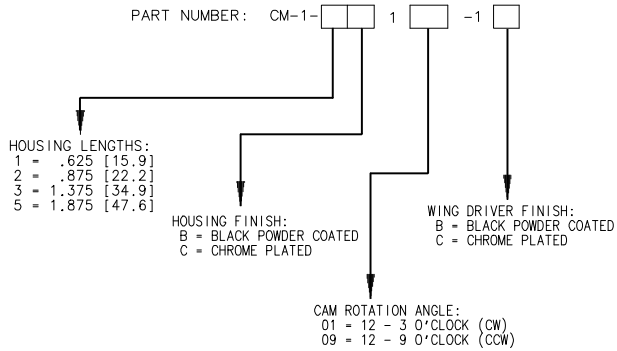 PART NUMBER: CM-1- 1 -1
HOUSING LENGTHS:
1 = .625 [15.9]
2 = .875 [22.2]
3 = 1.375 [34.9]
5 = 1.875 [47.6]
HOUSING FINISH:
B = BLACK POWDER COATED
C = CHROME PLATED
WING DRIVER FINISH:
B = BLACK POWDER COATED
C = CHROME PLATED
CAM ROTATION ANGLE:
01 = 12 - 3 O'CLOCK (CW)
09 = 12 - 9 O'CLOCK (CCW)